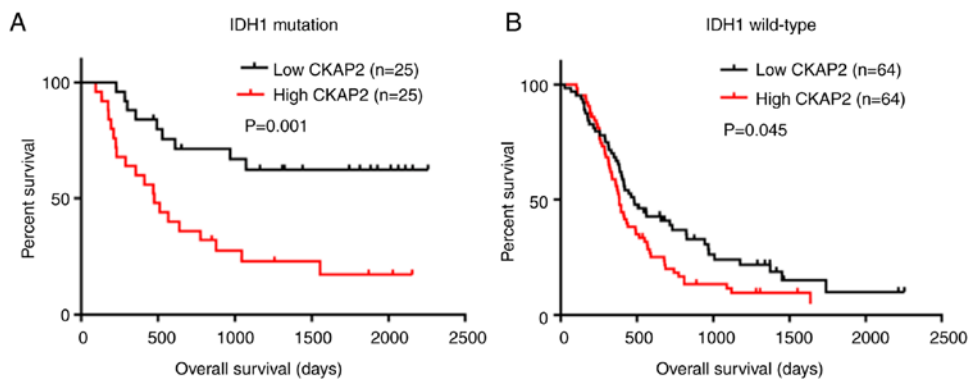 A
IDH1 mutation
Low CKAP2 (n=25)
High CKAP2 (n=25)
P=0.001
Percent survival
100
50
0
0 500 1000 1500 2000 2500
Overall survival (days)
B
IDH1 wild-type
Low CKAP2 (n=64)
High CKAP2 (n=64)
P=0.045
Percent survival
100
50
0
0 500 1000 1500 2000 2500
Overall survival (days)